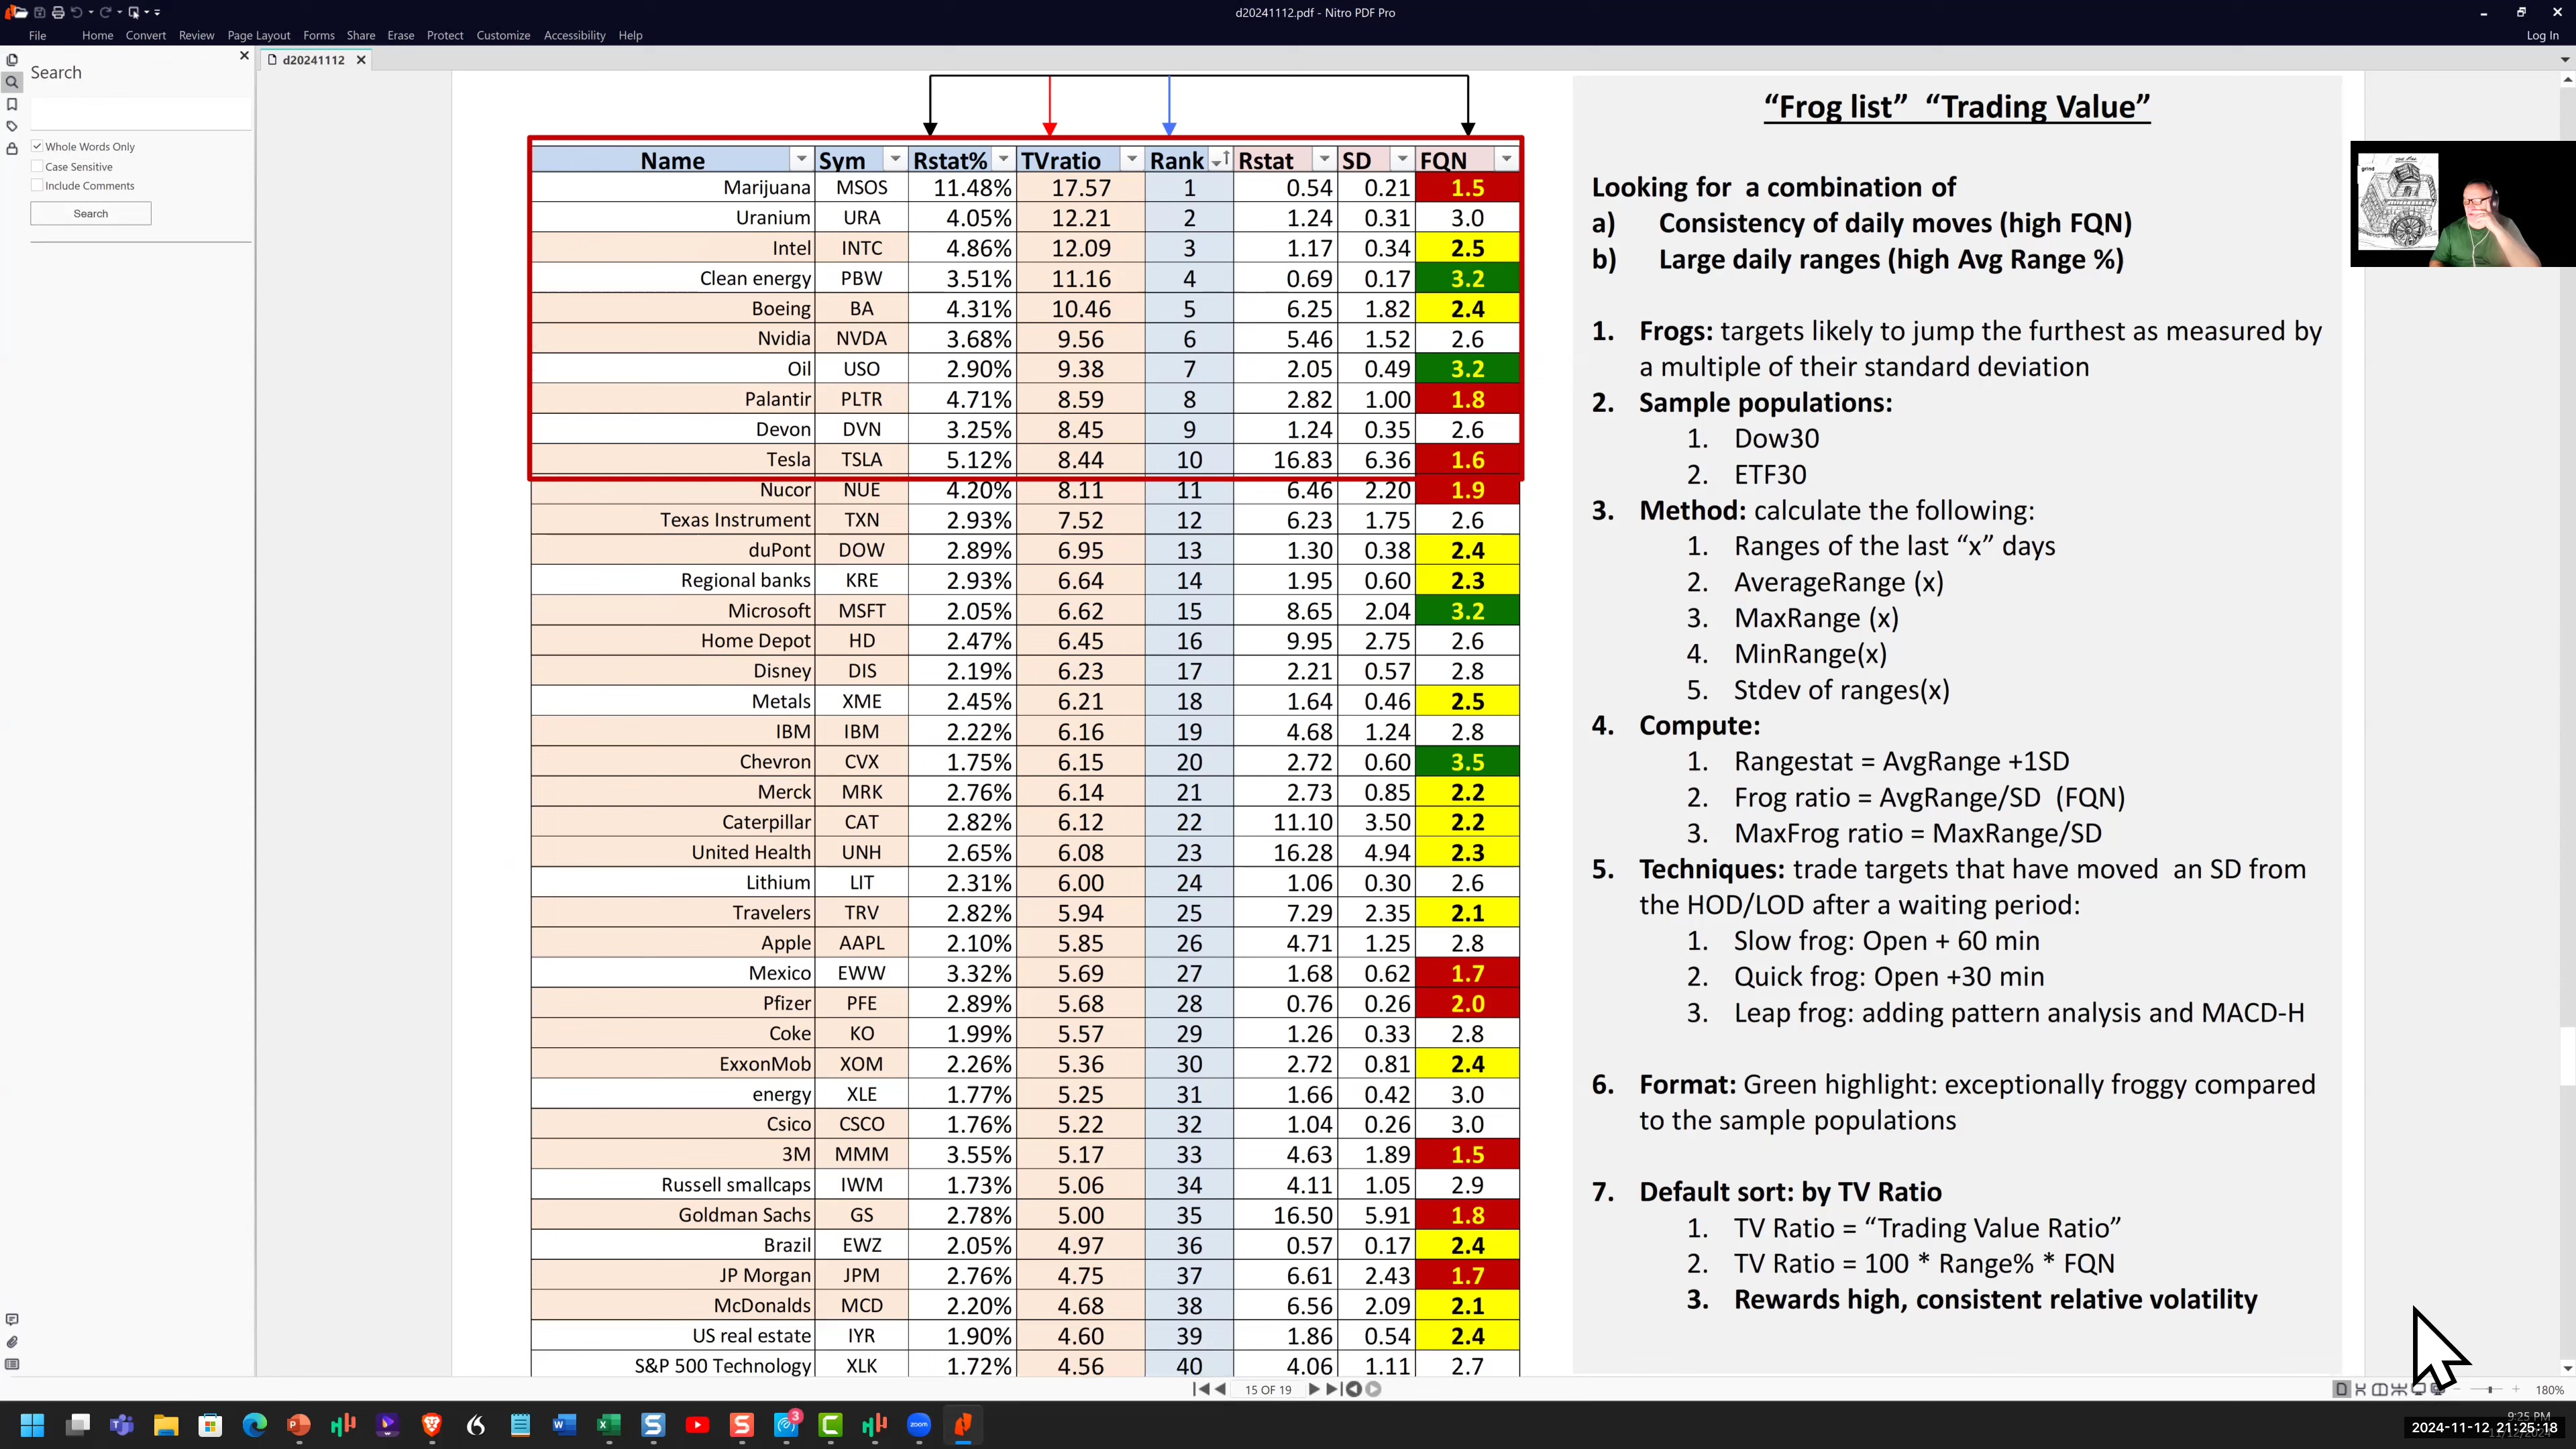 d20241112.pdf - Nitro PDF Pro
File Home Convert Review Page Layout Forms Share Erase Protect Customize Accessibility Help Log In
Search
d20241112
Whole Words Only
Case Sensitive
Include Comments
Search
Name Sym Rstat% TVratio Rank Rstat SD FQN
Marijuana MSOS 11.48% 17.57 1 0.54 0.21 1.5
Uranium URA 4.05% 12.21 2 1.24 0.31 3.0
Intel INTC 4.86% 12.09 3 1.17 0.34 2.5
Clean energy PBW 3.51% 11.16 4 0.69 0.17 3.2
Boeing BA 4.31% 10.46 5 6.25 1.82 2.4
Nvidia NVDA 3.68% 9.56 6 5.46 1.52 2.6
Oil USO 2.90% 9.38 7 2.05 0.49 3.2
Palantir PLTR 4.71% 8.59 8 2.82 1.00 1.8
Devon DVN 3.25% 8.45 9 1.24 0.35 2.6
Tesla TSLA 5.12% 8.44 10 16.83 6.36 1.6
Nucor NUE 4.20% 8.11 11 6.46 2.20 1.9
Texas Instrument TXN 2.93% 7.52 12 6.23 1.75 2.6
duPont DOW 2.89% 6.95 13 1.30 0.38 2.4
Regional banks KRE 2.93% 6.64 14 1.95 0.60 2.3
Microsoft MSFT 2.05% 6.62 15 8.65 2.04 3.2
Home Depot HD 2.47% 6.45 16 9.95 2.75 2.6
Disney DIS 2.19% 6.23 17 2.21 0.57 2.8
Metals XME 2.45% 6.21 18 1.64 0.46 2.5
IBM IBM 2.22% 6.16 19 4.68 1.24 2.8
Chevron CVX 1.75% 6.15 20 2.72 0.60 3.5
Merck MRK 2.76% 6.14 21 2.73 0.85 2.2
Caterpillar CAT 2.82% 6.12 22 11.10 3.50 2.2
United Health UNH 2.65% 6.08 23 16.28 4.94 2.3
Lithium LIT 2.31% 6.00 24 1.06 0.30 2.6
Travelers TRV 2.82% 5.94 25 7.29 2.35 2.1
Apple AAPL 2.10% 5.85 26 4.71 1.25 2.8
Mexico EWW 3.32% 5.69 27 1.68 0.62 1.7
Pfizer PFE 2.89% 5.68 28 0.76 0.26 2.0
Coke KO 1.99% 5.57 29 1.26 0.33 2.8
ExxonMob XOM 2.26% 5.36 30 2.72 0.81 2.4
energy XLE 1.77% 5.25 31 1.66 0.42 3.0
Csico CSCO 1.76% 5.22 32 1.04 0.26 3.0
3M MMM 3.55% 5.17 33 4.63 1.89 1.5
Russell smallcaps IWM 1.73% 5.06 34 4.11 1.05 2.9
Goldman Sachs GS 2.78% 5.00 35 16.50 5.91 1.8
Brazil EWZ 2.05% 4.97 36 0.57 0.17 2.4
JP Morgan JPM 2.76% 4.75 37 6.61 2.43 1.7
McDonalds MCD 2.20% 4.68 38 6.56 2.09 2.1
US real estate IYR 1.90% 4.60 39 1.86 0.54 2.4
S&P 500 Technology XLK 1.72% 4.56 40 4.06 1.11 2.7
“Frog list” “Trading Value”
Looking for a combination of
a) Consistency of daily moves (high FQN)
b) Large daily ranges (high Avg Range %)
1. Frogs: targets likely to jump the furthest as measured by
a multiple of their standard deviation
2. Sample populations:
1. Dow30
2. ETF30
3. Method: calculate the following:
1. Ranges of the last “x” days
2. AverageRange (x)
3. MaxRange (x)
4. MinRange(x)
5. Stdev of ranges(x)
4. Compute:
1. Rangestat = AvgRange +1SD
2. Frog ratio = AvgRange/SD (FQN)
3. MaxFrog ratio = MaxRange/SD
5. Techniques: trade targets that have moved an SD from
the HOD/LOD after a waiting period:
1. Slow frog: Open + 60 min
2. Quick frog: Open +30 min
3. Leap frog: adding pattern analysis and MACD-H
6. Format: Green highlight: exceptionally froggy compared
to the sample populations
7. Default sort: by TV Ratio
1. TV Ratio = “Trading Value Ratio”
2. TV Ratio = 100 * Range% * FQN
3. Rewards high, consistent relative volatility
grind
15 OF 19
180%
3
zoom
9:25 PM
2024-11-12 21:25:18